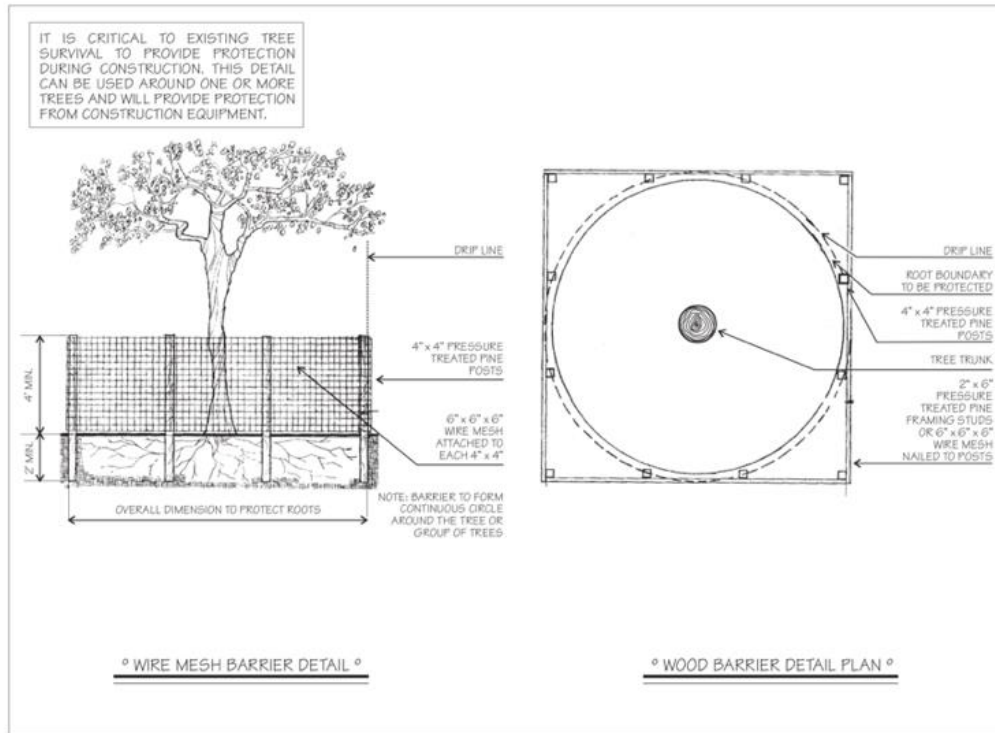 IT IS CRITICAL TO EXISTING TREE
SURVIVAL TO PROVIDE PROTECTION
DURING CONSTRUCTION. THIS DETAIL
CAN BE USED AROUND ONE OR MORE
TREES AND WILL PROVIDE PROTECTION
FROM CONSTRUCTION EQUIPMENT.
DRIP LINE
4" x 4" PRESSURE
TREATED PINE
POSTS
4' MIN.
2' MIN.
6" x 6" x 6"
WIRE MESH
ATTACHED TO
EACH 4" x 4"
OVERALL DIMENSION TO PROTECT ROOTS
NOTE: BARRIER TO FORM
CONTINUOUS CIRCLE
AROUND THE TREE OR
GROUP OF TREES
° WIRE MESH BARRIER DETAIL °
DRIP LINE
ROOT BOUNDARY
TO BE PROTECTED
4" x 4" PRESSURE
TREATED PINE
POSTS
TREE TRUNK
2" x 6"
PRESSURE
TREATED PINE
FRAMING STUDS
OR 6" x 6" x 6"
WIRE MESH
NAILED TO POSTS
° WOOD BARRIER DETAIL PLAN °